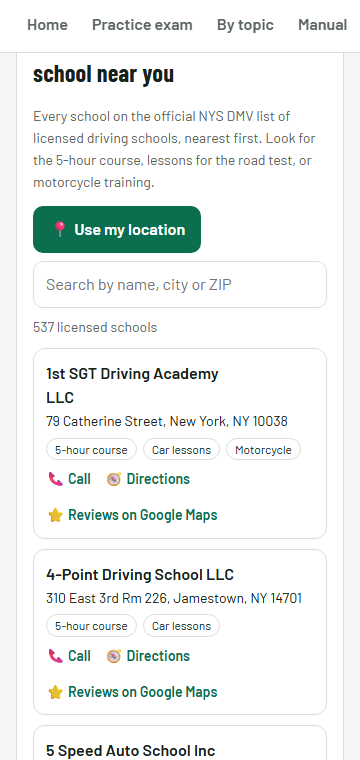 Home Practice exam By topic Manual
school near you
Every school on the official NYS DMV list of
licensed driving schools, nearest first. Look for
the 5-hour course, lessons for the road test, or
motorcycle training.
Use my location
Search by name, city or ZIP
537 licensed schools
1st SGT Driving Academy
LLC
79 Catherine Street, New York, NY 10038
5-hour course Car lessons Motorcycle
Call Directions
Reviews on Google Maps
4-Point Driving School LLC
310 East 3rd Rm 226, Jamestown, NY 14701
5-hour course Car lessons
Call Directions
Reviews on Google Maps
5 Speed Auto School Inc